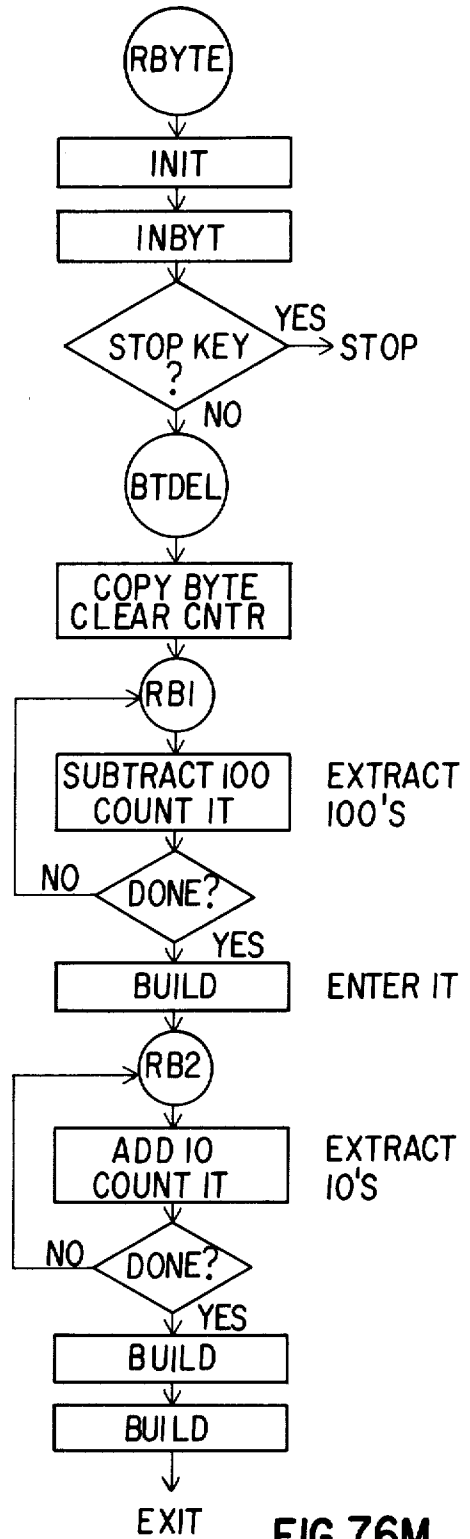 RBYTE
INIT
INBYT
STOP KEY
?
YES
STOP
NO
BTDEL
COPY BYTE
CLEAR CNTR
RB1
SUBTRACT 100
COUNT IT
EXTRACT
100'S
NO
DONE?
YES
BUILD
ENTER IT
RB2
ADD 10
COUNT IT
EXTRACT
10'S
NO
DONE?
YES
BUILD
BUILD
EXIT
FIG.76M